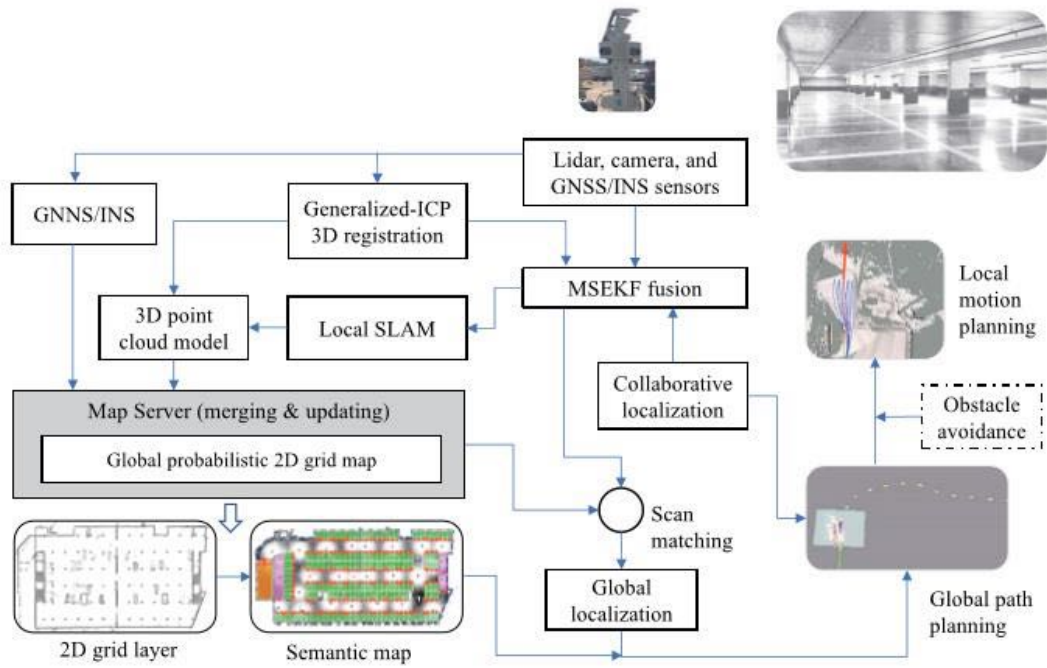 Lidar, camera, and
GNSS/INS sensors
GNNS/INS
Generalized-ICP
3D registration
MSEKF fusion
Local
motion
planning
3D point
cloud model
Local SLAM
Collaborative
localization
Obstacle
avoidance
Map Server (merging & updating)
Global probabilistic 2D grid map
Scan
matching
Global
localization
Global path
planning
2D grid layer
Semantic map